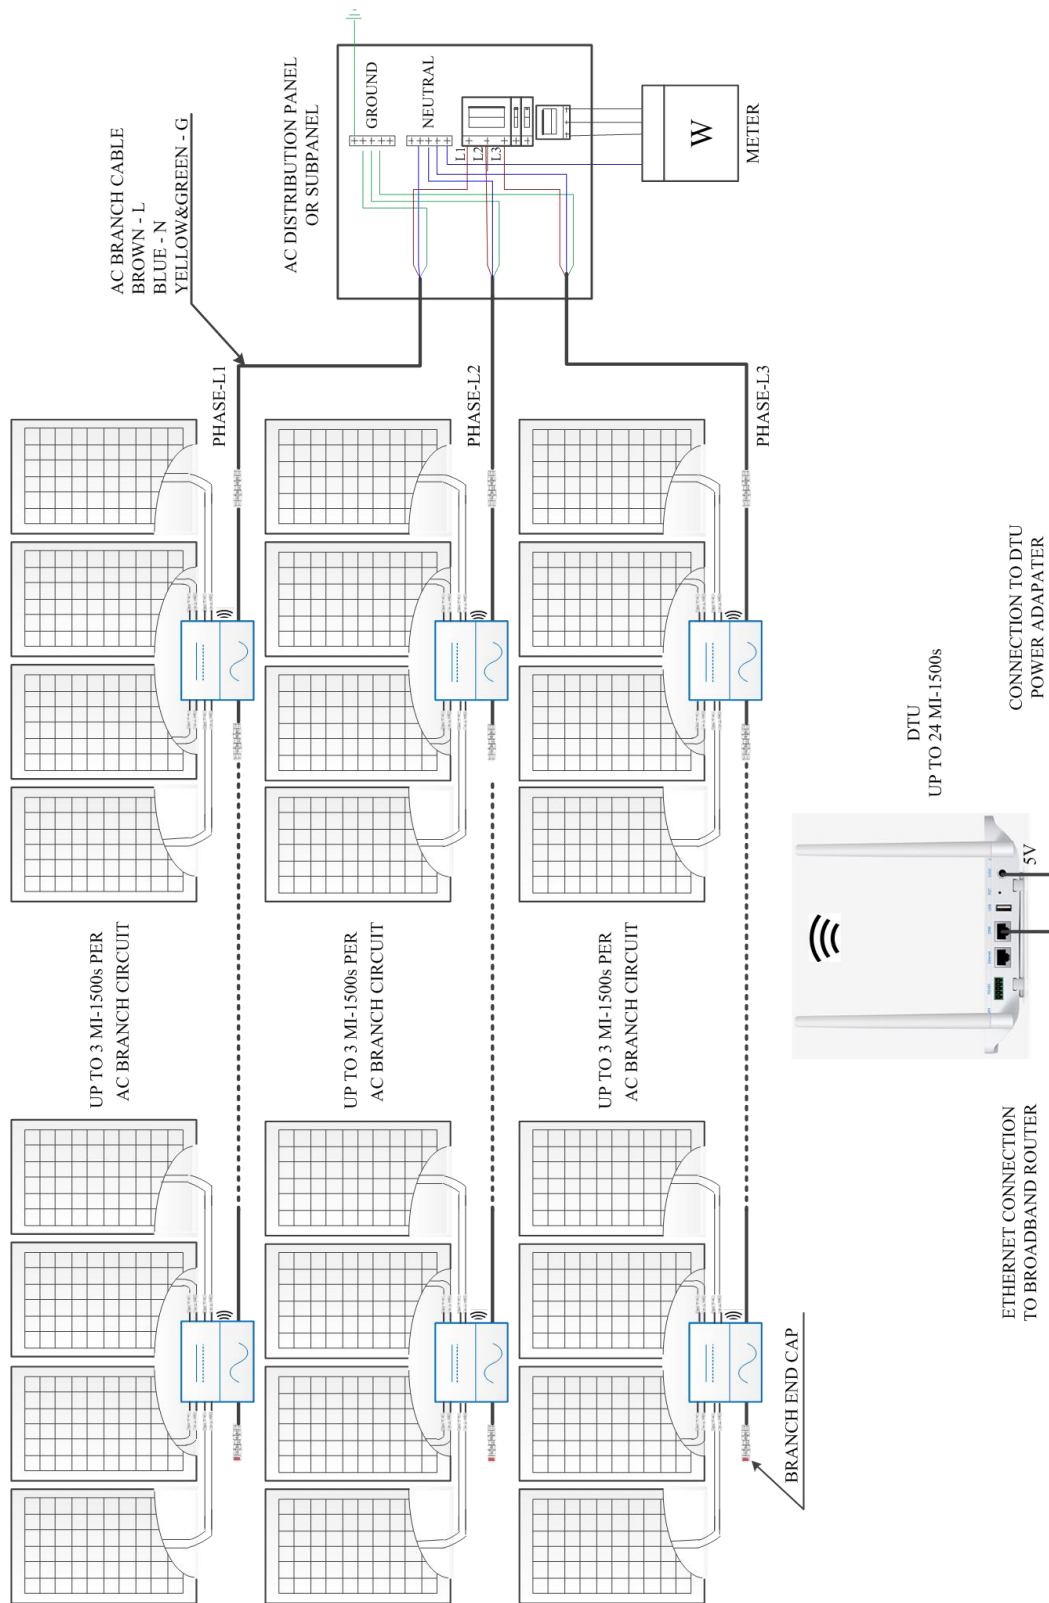 AC BRANCH CABLE
BROWN - L
BLUE - N
YELLOW&GREEN - G
AC DISTRIBUTION PANEL
OR SUBPANEL
GROUND
NEUTRAL
L1
L2
L3
W
METER
PHASE-L1
PHASE-L2
PHASE-L3
UP TO 3 MI-1500s PER
AC BRANCH CIRCUIT
UP TO 3 MI-1500s PER
AC BRANCH CIRCUIT
UP TO 3 MI-1500s PER
AC BRANCH CIRCUIT
BRANCH END CAP
DTU
UP TO 24 MI-1500s
CONNECTION TO DTU
POWER ADAPATER
5V
ETHERNET CONNECTION
TO BROADBAND ROUTER